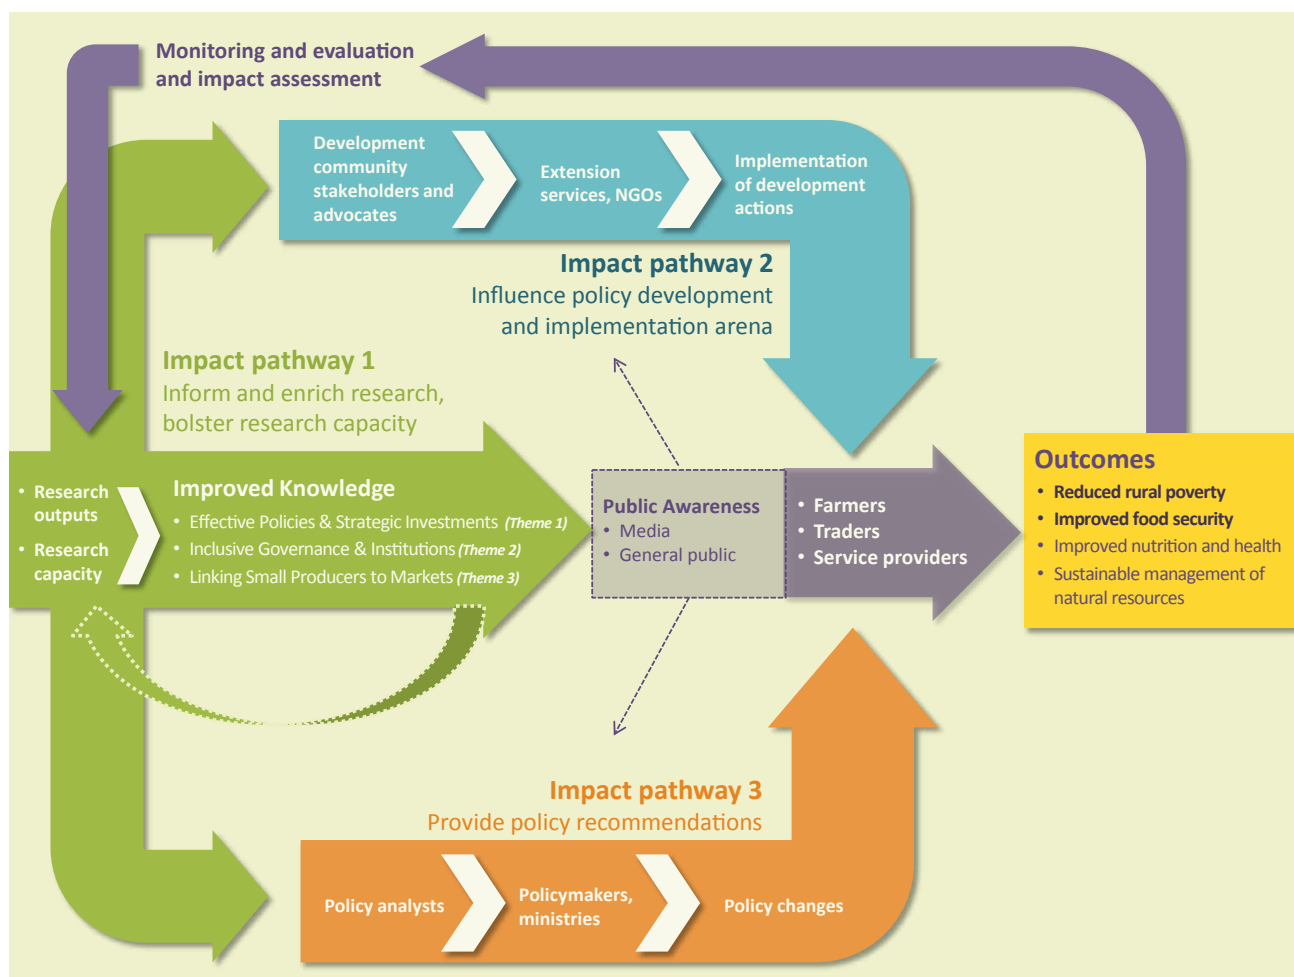 Monitoring and evaluation
and impact assessment
Development
community
stakeholders and
advocates
Extension
services, NGOs
Implementation
of development
actions
Impact pathway 2
Influence policy development
and implementation arena
Impact pathway 1
Inform and enrich research,
bolster research capacity
• Research
outputs
• Research
capacity
Improved Knowledge
• Effective Policies & Strategic Investments (Theme 1)
• Inclusive Governance & Institutions (Theme 2)
• Linking Small Producers to Markets (Theme 3)
Public Awareness
• Media
• General public
• Farmers
• Traders
• Service providers
Outcomes
• Reduced rural poverty
• Improved food security
• Improved nutrition and health
• Sustainable management of
natural resources
Impact pathway 3
Provide policy recommendations
Policy analysts
Policymakers,
ministries
Policy changes